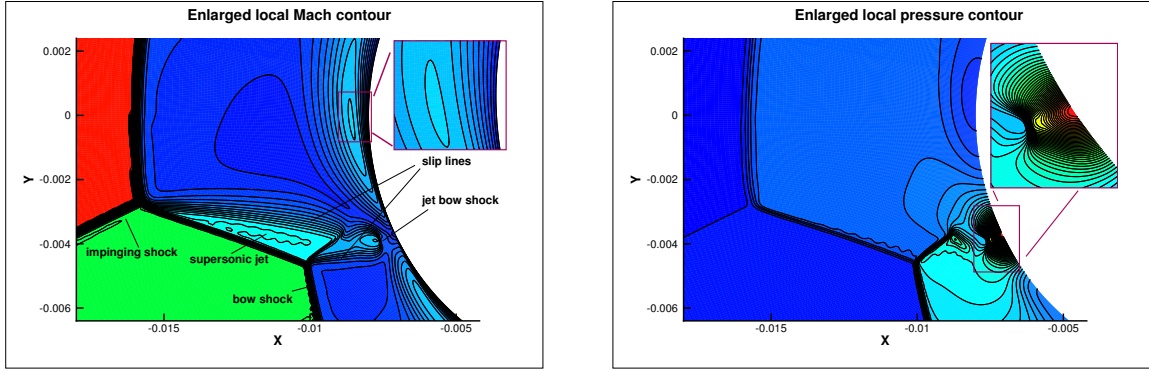 Enlarged local Mach contour
0.002
0
-0.002
-0.004
-0.006
Y
slip lines
jet bow shock
impinging shock
supersonic jet
bow shock
-0.015
-0.01
-0.005
X
Enlarged local pressure contour
0.002
0
-0.002
-0.004
-0.006
Y
-0.015
-0.01
-0.005
X